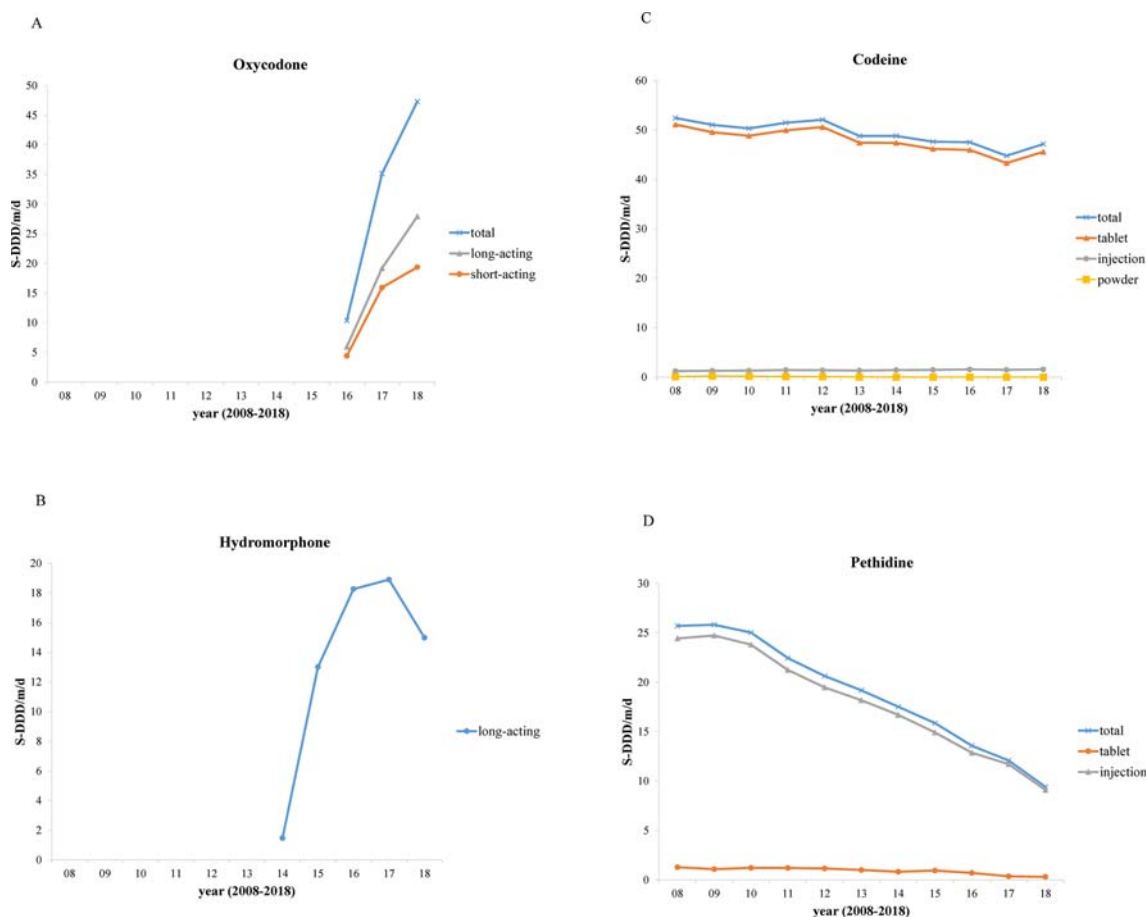 A
Oxycodone
50
45
40
35
30
25
20
15
10
5
0
S-DDD/m/d
08 09 10 11 12 13 14 15 16 17 18
year (2008-2018)
total
long-acting
short-acting
B
Hydromorphone
20
18
16
14
12
10
8
6
4
2
0
S-DDD/m/d
08 09 10 11 12 13 14 15 16 17 18
year (2008-2018)
long-acting
C
Codeine
60
50
40
30
20
10
0
S-DDD/m/d
08 09 10 11 12 13 14 15 16 17 18
year (2008-2018)
total
tablet
injection
powder
D
Pethidine
30
25
20
15
10
5
0
S-DDD/m/d
08 09 10 11 12 13 14 15 16 17 18
year (2008-2018)
total
tablet
injection